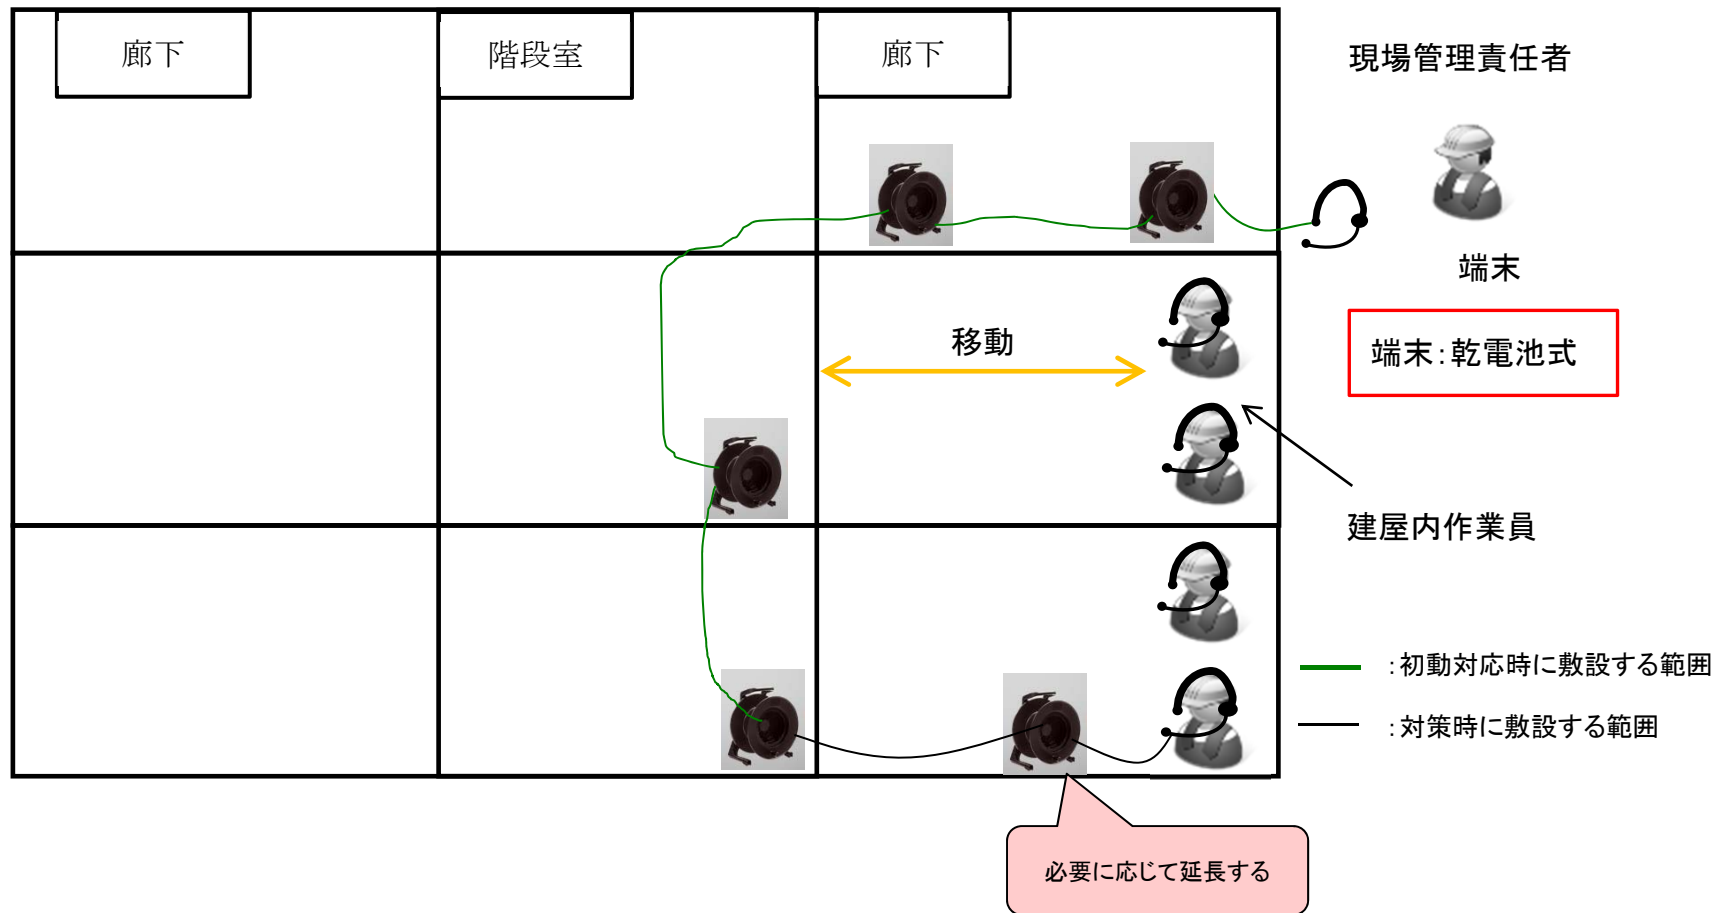 廊下
階段室
廊下
現場管理責任者
端末
移動
端末：乾電池式
建屋内作業員
：初動対応時に敷設する範囲
：対策時に敷設する範囲
必要に応じて延長する